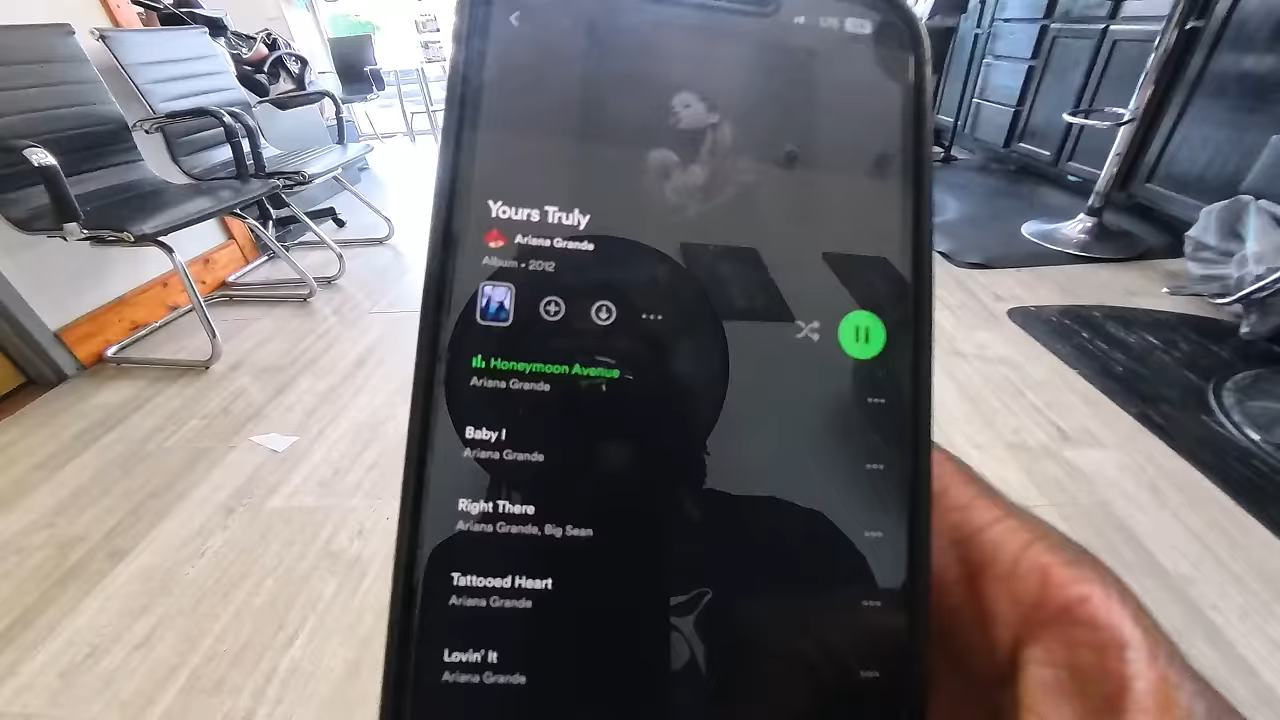 Yours Truly
Ariana Grande
Album • 2012
Honeymoon Avenue
Ariana Grande
Baby I
Ariana Grande
Right There
Ariana Grande, Big Sean
Tattooed Heart
Ariana Grande
Lovin' It
Ariana Grande